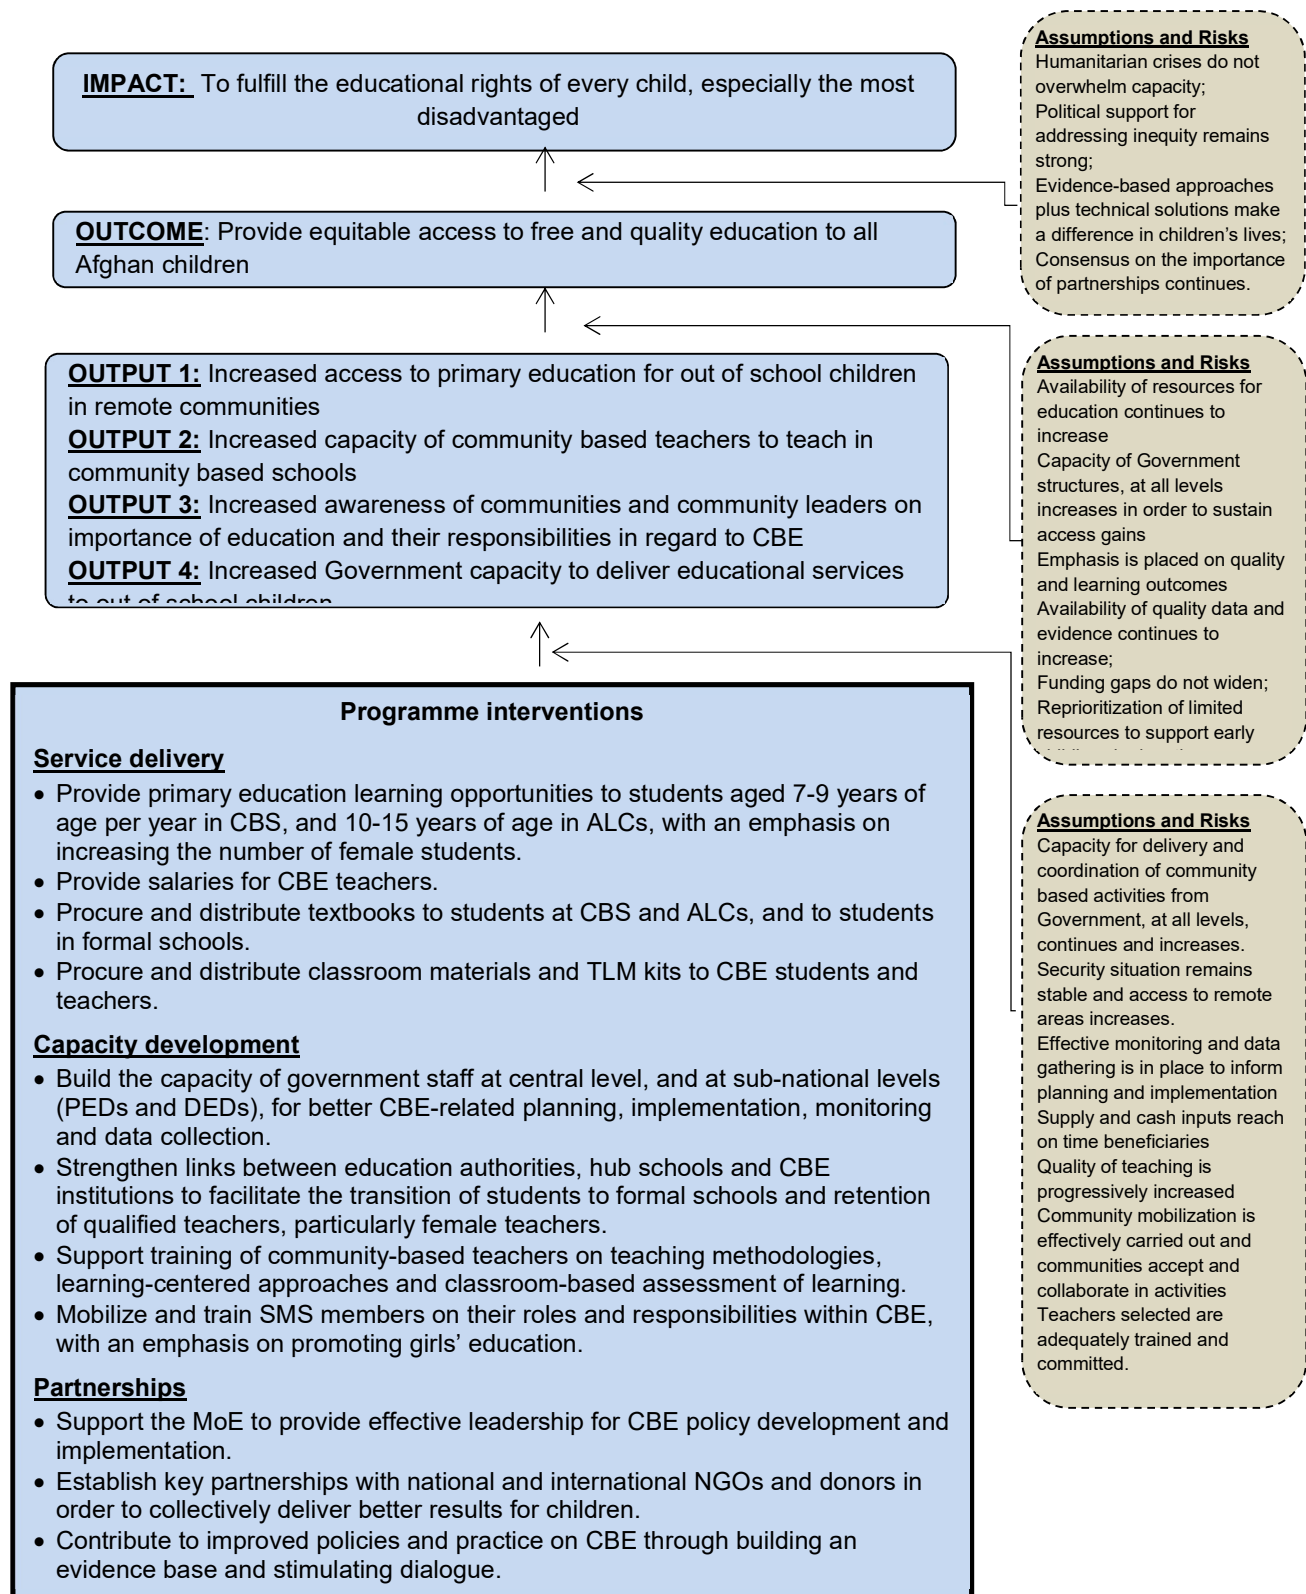 IMPACT: To fulfill the educational rights of every child, especially the most
disadvantaged
OUTCOME: Provide equitable access to free and quality education to all
Afghan children
OUTPUT 1: Increased access to primary education for out of school children
in remote communities
OUTPUT 2: Increased capacity of community based teachers to teach in
community based schools
OUTPUT 3: Increased awareness of communities and community leaders on
importance of education and their responsibilities in regard to CBE
OUTPUT 4: Increased Government capacity to deliver educational services
to out of school children
Programme interventions
Service delivery
• Provide primary education learning opportunities to students aged 7-9 years of
age per year in CBS, and 10-15 years of age in ALCs, with an emphasis on
increasing the number of female students.
• Provide salaries for CBE teachers.
• Procure and distribute textbooks to students at CBS and ALCs, and to students
in formal schools.
• Procure and distribute classroom materials and TLM kits to CBE students and
teachers.
Capacity development
• Build the capacity of government staff at central level, and at sub-national levels
(PEDs and DEDs), for better CBE-related planning, implementation, monitoring
and data collection.
• Strengthen links between education authorities, hub schools and CBE
institutions to facilitate the transition of students to formal schools and retention
of qualified teachers, particularly female teachers.
• Support training of community-based teachers on teaching methodologies,
learning-centered approaches and classroom-based assessment of learning.
• Mobilize and train SMS members on their roles and responsibilities within CBE,
with an emphasis on promoting girls' education.
Partnerships
• Support the MoE to provide effective leadership for CBE policy development and
implementation.
• Establish key partnerships with national and international NGOs and donors in
order to collectively deliver better results for children.
• Contribute to improved policies and practice on CBE through building an
evidence base and stimulating dialogue.
Assumptions and Risks
Humanitarian crises do not
overwhelm capacity;
Political support for
addressing inequity remains
strong;
Evidence-based approaches
plus technical solutions make
a difference in children's lives;
Consensus on the importance
of partnerships continues.
Assumptions and Risks
Availability of resources for
education continues to
increase
Capacity of Government
structures, at all levels
increases in order to sustain
access gains
Emphasis is placed on quality
and learning outcomes
Availability of quality data and
evidence continues to
increase;
Funding gaps do not widen;
Reprioritization of limited
resources to support early
Assumptions and Risks
Capacity for delivery and
coordination of community
based activities from
Government, at all levels,
continues and increases.
Security situation remains
stable and access to remote
areas increases.
Effective monitoring and data
gathering is in place to inform
planning and implementation
Supply and cash inputs reach
on time beneficiaries
Quality of teaching is
progressively increased
Community mobilization is
effectively carried out and
communities accept and
collaborate in activities
Teachers selected are
adequately trained and
committed.